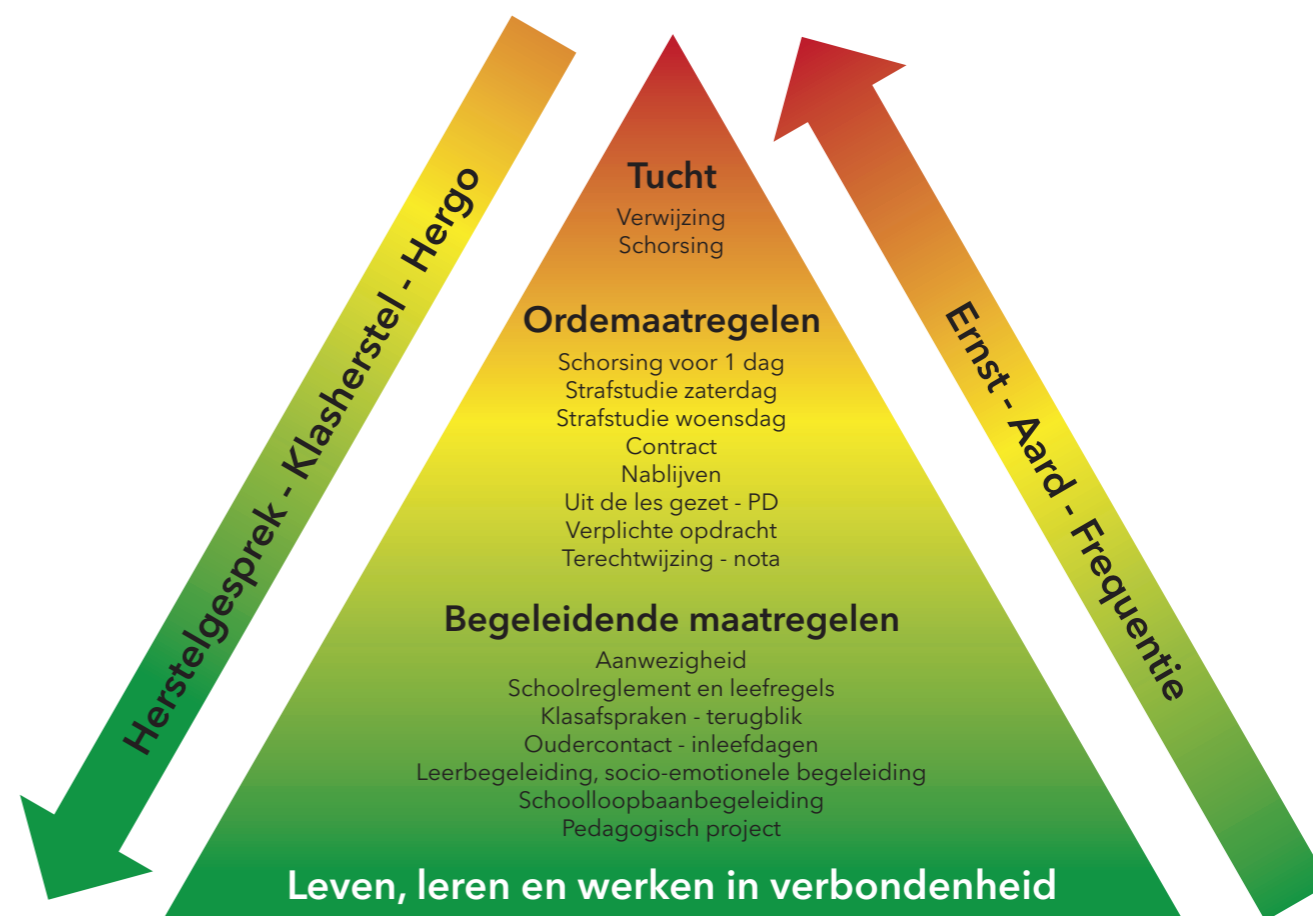 Herstelgesprek - Klasherstel - Hergo
Tucht
Verwijzing
Schorsing
Ordemaatregelen
Schorsing voor 1 dag
Strafstudie zaterdag
Strafstudie woensdag
Contract
Nablijven
Uit de les gezet - PD
Verplichte opdracht
Terechtwijzing - nota
Begeleidende maatregelen
Aanwezigheid
Schoolreglement en leefregels
Klasafspraken - terugblik
Oudercontact - inleefdagen
Leerbegeleiding, socio-emotionele begeleiding
Schoolloopbaanbegeleiding
Pedagogisch project
Leven, leren en werken in verbondenheid
Ernst - Aard - Frequentie